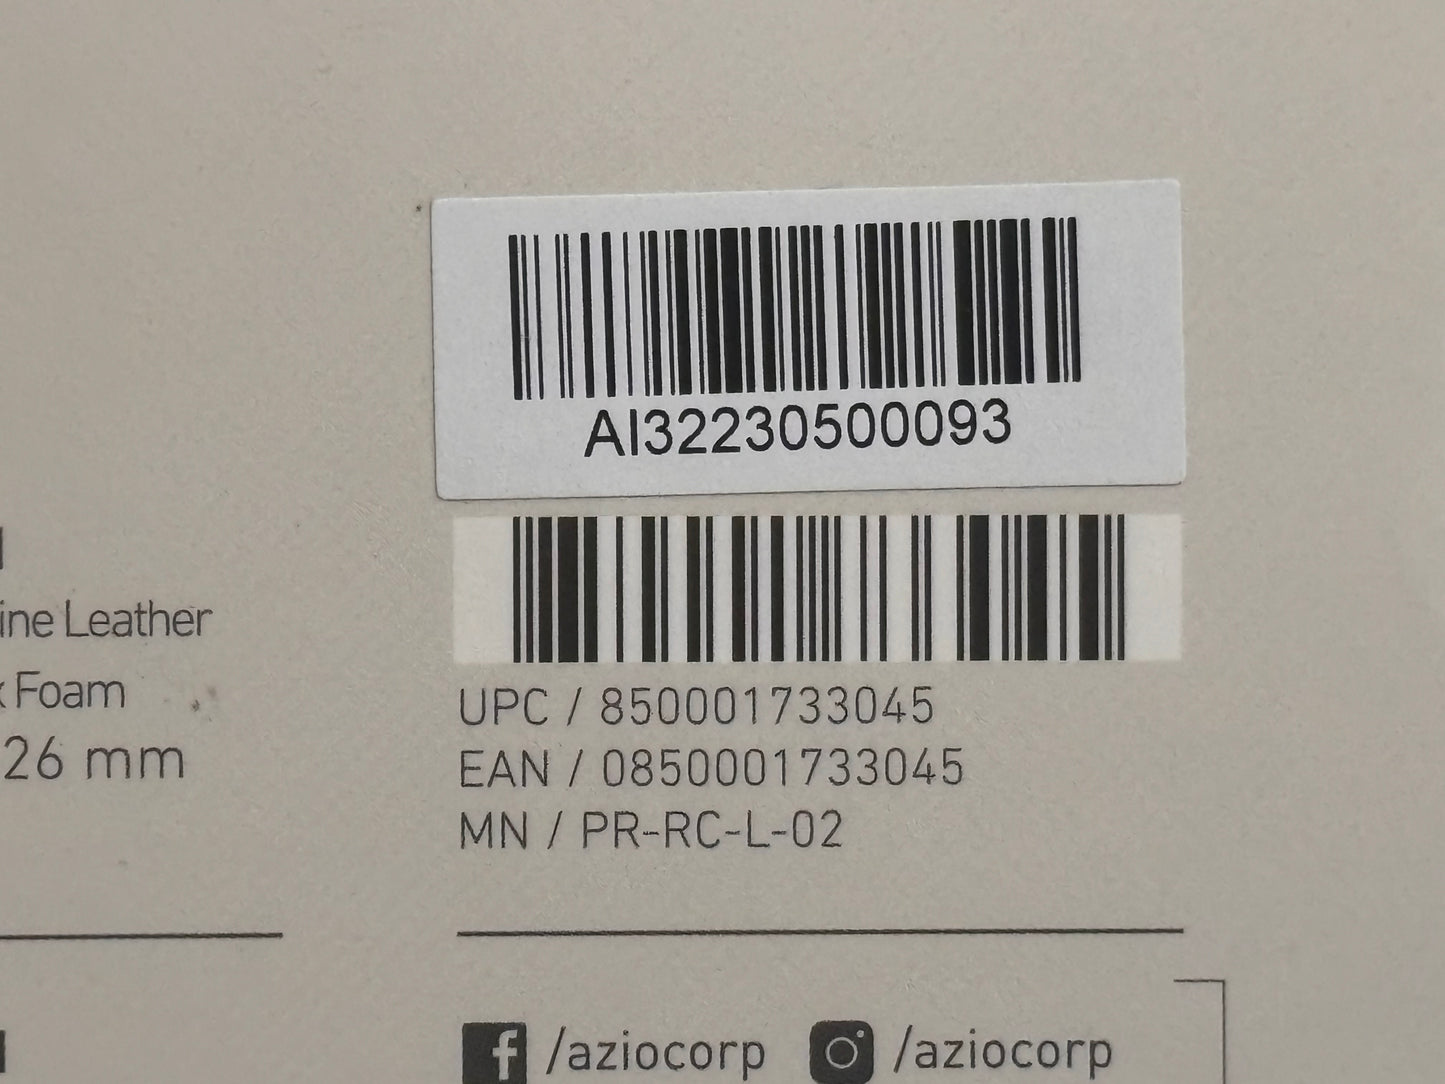 AI32230500093
ine Leather
Foam
26 mm
UPC / 850001733045
EAN / 0850001733045
MN / PR-RC-L-02
/aziocorp /aziocorp